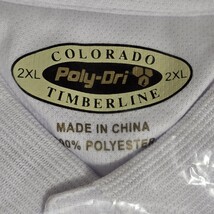 COLORADO
2XL Poly-Dri 2XL
TIMBERLINE
MADE IN CHINA
100% POLYESTER